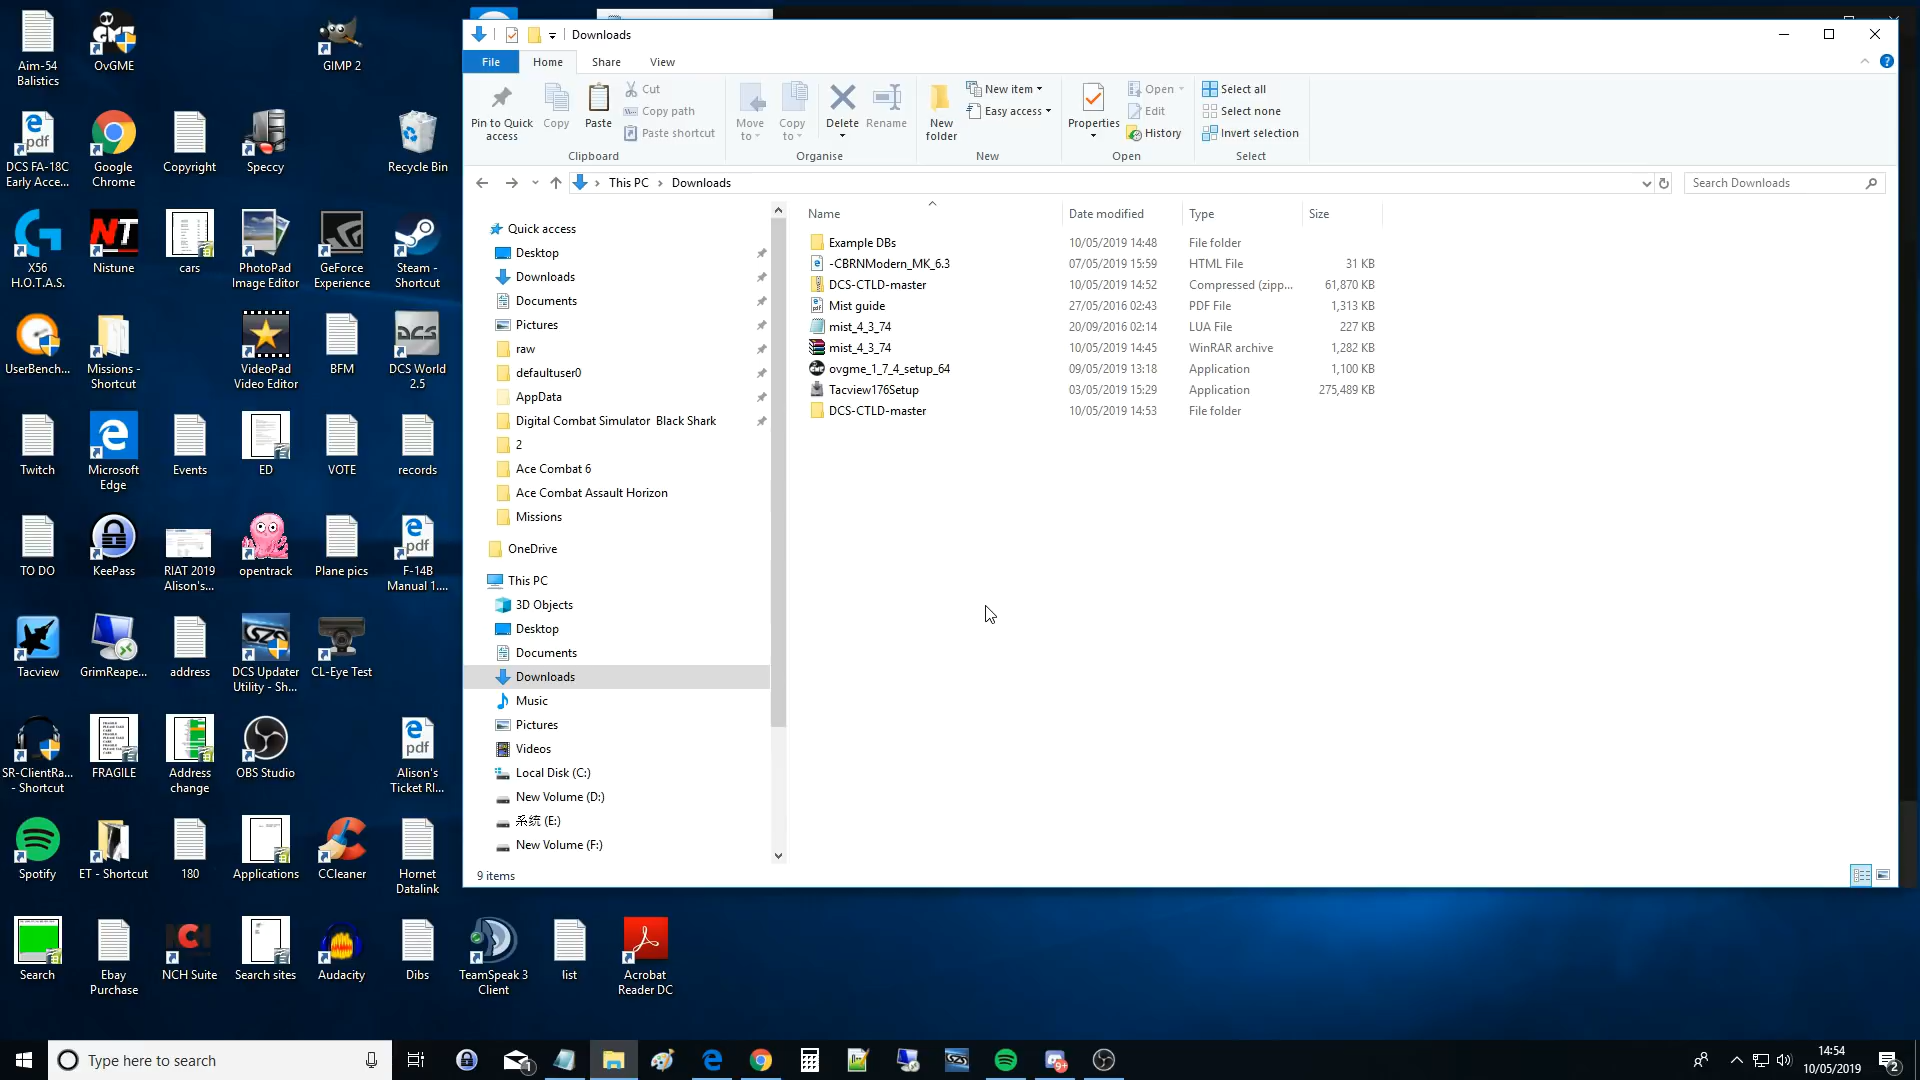 Aim-54
Balistics
OvGME
GIMP 2
DCS FA-18C
Early Acce...
Google
Chrome
Copyright
Speccy
Recycle Bin
X56
H.O.T.A.S.
Nistune
cars
PhotoPad
Image Editor
GeForce
Experience
Steam -
Shortcut
UserBench...
Missions -
Shortcut
VideoPad
Video Editor
BFM
DCS World
2.5
Twitch
Microsoft
Edge
Events
ED
VOTE
records
TO DO
KeePass
RIAT 2019
Alison's...
opentrack
Plane pics
F-14B
Manual 1....
Tacview
GrimReape...
address
DCS Updater
Utility - Sh...
CL-Eye Test
SR-ClientRa...
- Shortcut
FRAGILE
Address
change
OBS Studio
Alison's
Ticket RI...
Spotify
ET - Shortcut
180
Applications
CCleaner
Hornet
Datalink
Search
Ebay
Purchase
NCH Suite
Search sites
Audacity
Dibs
TeamSpeak 3
Client
list
Acrobat
Reader DC
Downloads
File Home Share View
Pin to Quick
access
Copy
Paste
Cut
Copy path
Paste shortcut
Clipboard
Move
to
Copy
to
Delete
Rename
Organise
New
folder
New item
Easy access
New
Properties
Open
Edit
History
Open
Select all
Select none
Invert selection
Select
This PC Downloads
Search Downloads
Quick access
Desktop
Downloads
Documents
Pictures
raw
defaultuser0
AppData
Digital Combat Simulator Black Shark
2
Ace Combat 6
Ace Combat Assault Horizon
Missions
OneDrive
This PC
3D Objects
Desktop
Documents
Downloads
Music
Pictures
Videos
Local Disk (C:)
New Volume (D:)
系统 (E:)
New Volume (F:)
Name Date modified Type Size
Example DBs 10/05/2019 14:48 File folder
-CBRNModern_MK_6.3 07/05/2019 15:59 HTML File 31 KB
DCS-CTLD-master 10/05/2019 14:52 Compressed (zipp... 61,870 KB
Mist guide 27/05/2016 02:43 PDF File 1,313 KB
mist_4_3_74 20/09/2016 02:14 LUA File 227 KB
mist_4_3_74 10/05/2019 14:45 WinRAR archive 1,282 KB
ovgme_1_7_4_setup_64 09/05/2019 13:18 Application 1,100 KB
Tacview176Setup 03/05/2019 15:29 Application 275,489 KB
DCS-CTLD-master 10/05/2019 14:53 File folder
9 items
Type here to search
14:54
10/05/2019